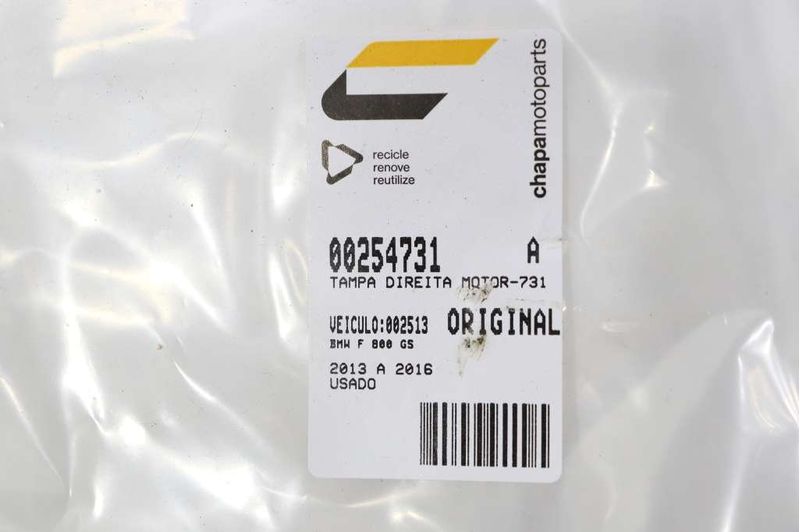 chapamotoparts
recicle
renove
reutilize
00254731 A
TAMPA DIREITA MOTOR-731
VEICULO:002513 ORIGINAL
BMW F 800 GS
2013 A 2016
USADO